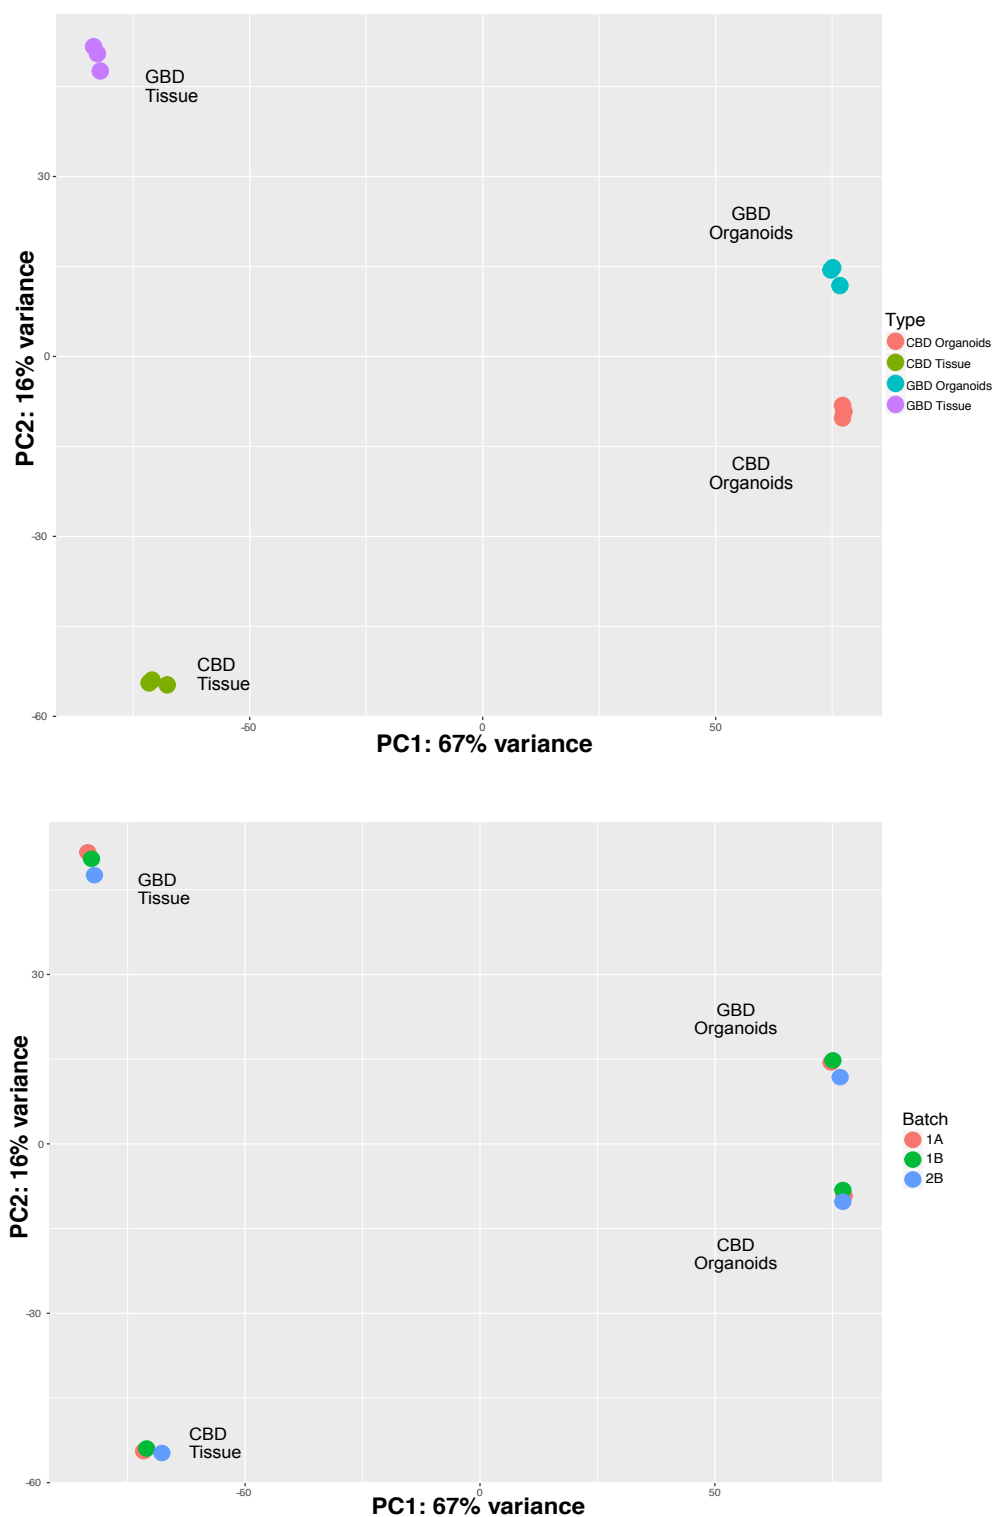 GBD
Tissue
30
GBD
Organoids
PC2: 16% variance
0
Type
CBD Organoids
CBD Tissue
GBD Organoids
GBD Tissue
CBD
Organoids
-30
CBD
Tissue
-60
-50
0
50
PC1: 67% variance
GBD
Tissue
30
GBD
Organoids
PC2: 16% variance
0
Batch
1A
1B
2B
CBD
Organoids
-30
CBD
Tissue
-60
-50
0
50
PC1: 67% variance